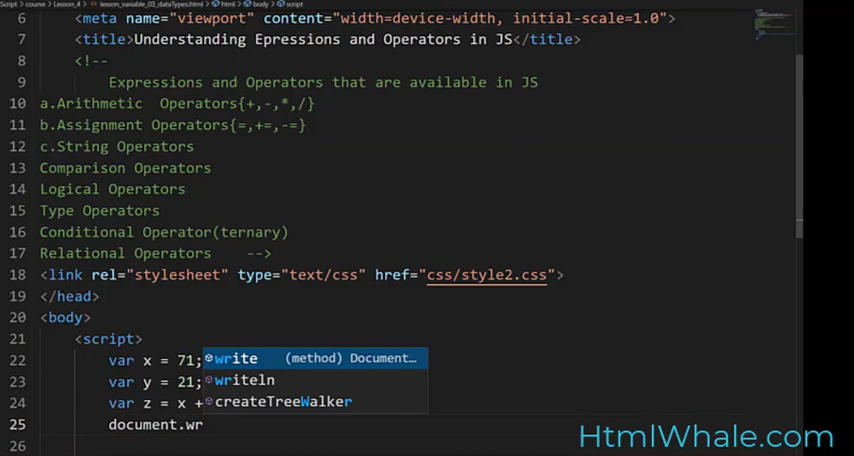 Script > course > Lesson_4 > lesson_variable_03_dataTypes.html > html > body > script
6 <meta name="viewport" content="width=device-width, initial-scale=1.0">
7 <title>Understanding Epressions and Operators in JS</title>
8 <!--
9 Expressions and Operators that are available in JS
10 a.Arithmetic  Operators{+,-,*,/}
11 b.Assignment Operators{=,+=,-=}
12 c.String Operators
13 Comparison Operators
14 Logical Operators
15 Type Operators
16 Conditional Operator(ternary)
17 Relational Operators    -->
18 <link rel="stylesheet" type="text/css" href="css/style2.css">
19 </head>
20 <body>
21 <script>
22 var x = 71; write (method) Document…
23 var y = 21; writeln
24 var z = x + createTreeWalker
25 document.wr
26
HtmlWhale.com